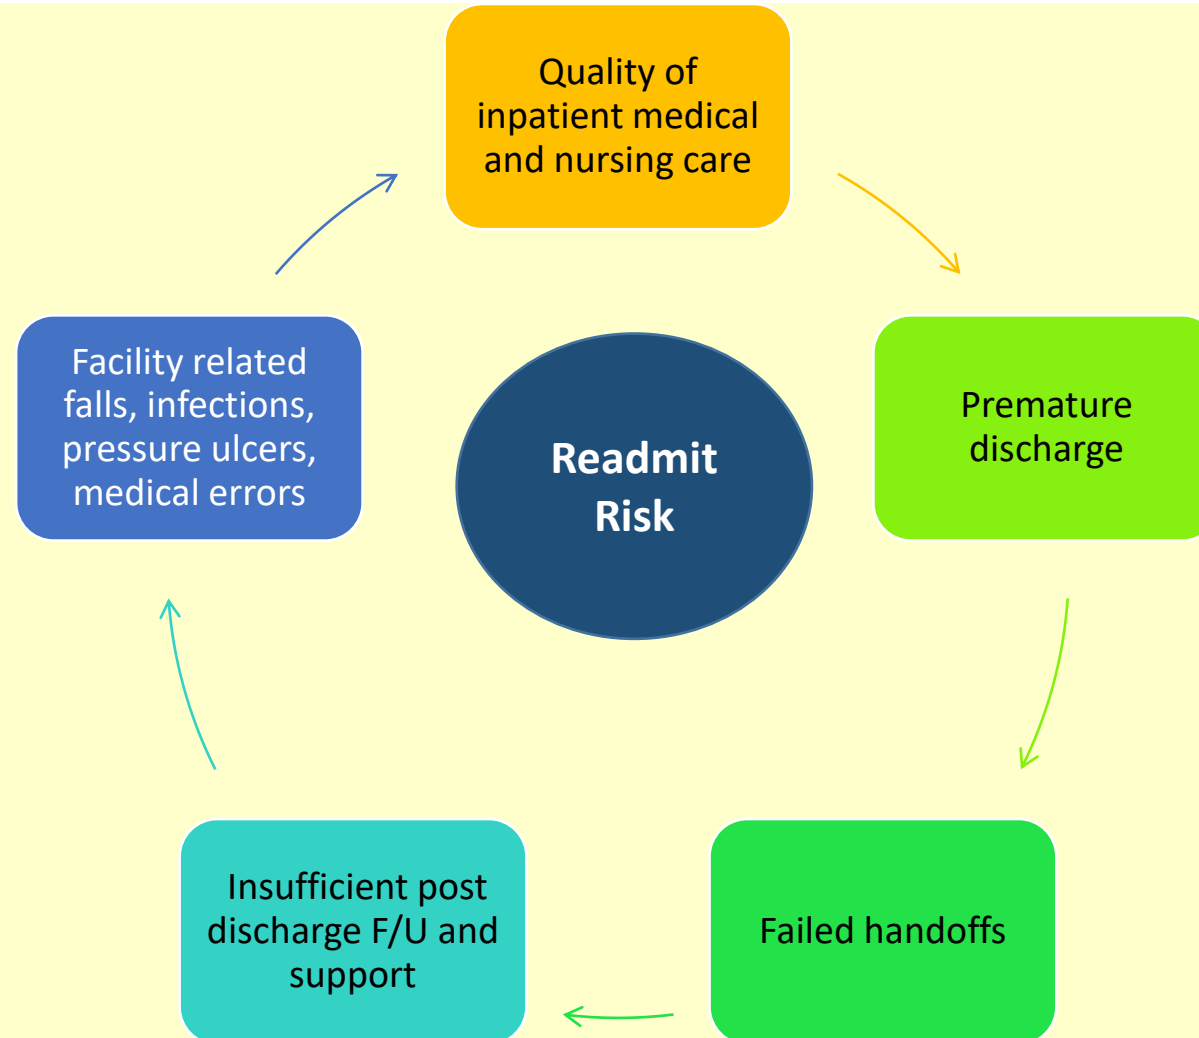 Quality of
inpatient medical
and nursing care
Premature
discharge
Failed handoffs
Insufficient post
discharge F/U and
support
Facility related
falls, infections,
pressure ulcers,
medical errors
Readmit
Risk